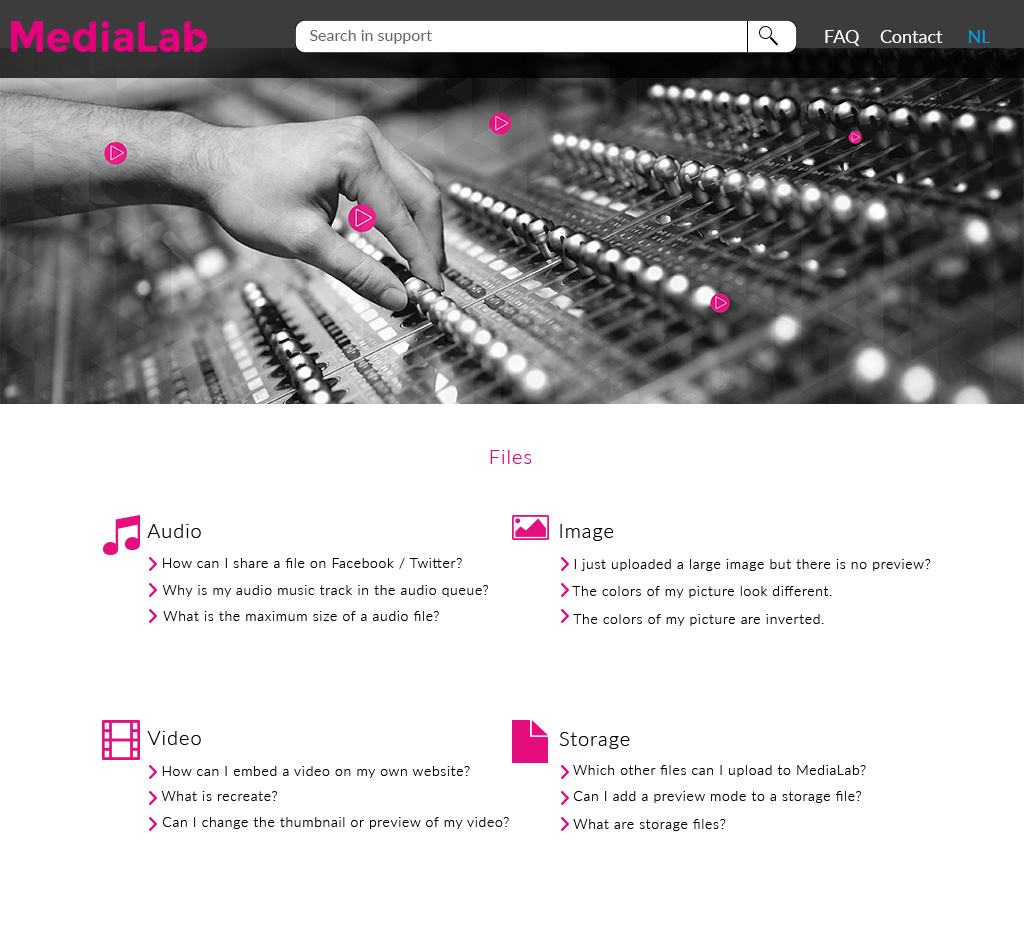 MediaLab
Search in support
FAQ Contact NL
Files
Audio
How can I share a file on Facebook / Twitter?
Why is my audio music track in the audio queue?
What is the maximum size of a audio file?
Image
I just uploaded a large image but there is no preview?
The colors of my picture look different.
The colors of my picture are inverted.
Video
How can I embed a video on my own website?
What is recreate?
Can I change the thumbnail or preview of my video?
Storage
Which other files can I upload to MediaLab?
Can I add a preview mode to a storage file?
What are storage files?